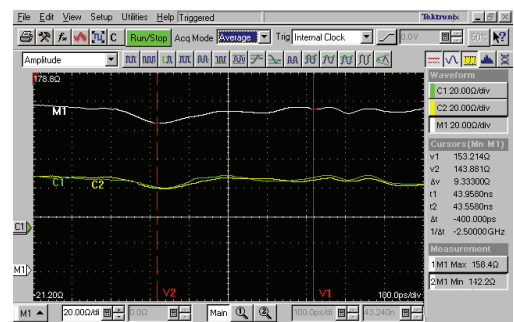 File Edit View Setup Utilities Help Triggered Tektronix
Run/Stop Acq Mode Average Trig Internal Clock 0.0V 50%
Amplitude
178.8Ω
M1
C1 C2
C1
M1
-21.20Ω V2 V1 100.0ps/div
Waveform
C1 20.00Ω/div
C2 20.00Ω/div
M1 20.00Ω/div
Cursors(Mn M1)
v1 153.214Ω
v2 143.881Ω
Δv 9.33300Ω
t1 43.9580ns
t2 43.5580ns
Δt -400.000ps
1/Δt -2.50000GHz
Measurement
1 M1 Max 158.4Ω
2 M1 Min 142.2Ω
M1 20.00Ω/di 0.0Ω Main 100.0ps/di 43.240n